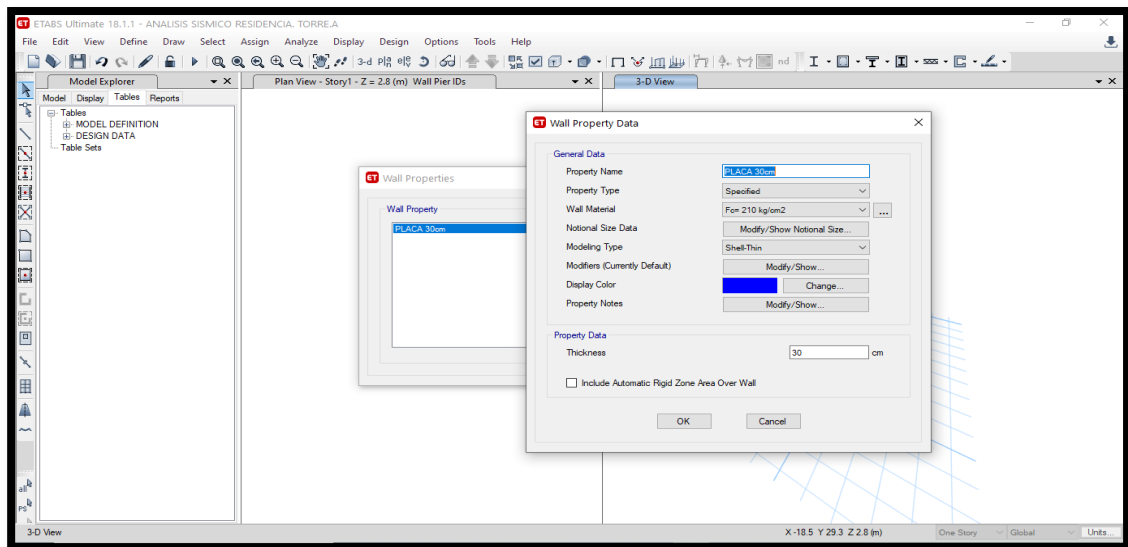 ET ETABS Ultimate 18.1.1 - ANALISIS SISMICO RESIDENCIA. TORRE.A
File Edit View Define Draw Select Assign Analyze Display Design Options Tools Help
3-d nd
Model Explorer
Plan View - Story1 - Z = 2.8 (m) Wall Pier IDs
3-D View
Model Display Tables Reports
Tables
MODEL DEFINITION
DESIGN DATA
Table Sets
ET Wall Properties
Wall Property
PLACA 30cm
ET Wall Property Data
General Data
Property Name PLACA 30cm
Property Type Specified
Wall Material Fc= 210 kg/cm2 ...
Notional Size Data Modify/Show Notional Size...
Modeling Type Shell-Thin
Modifiers (Currently Default) Modify/Show...
Display Color Change...
Property Notes Modify/Show...
Property Data
Thickness 30 cm
Include Automatic Rigid Zone Area Over Wall
OK Cancel
all
PS
3-D View X -18.5 Y 29.3 Z 2.8 (m) One Story Global Units...